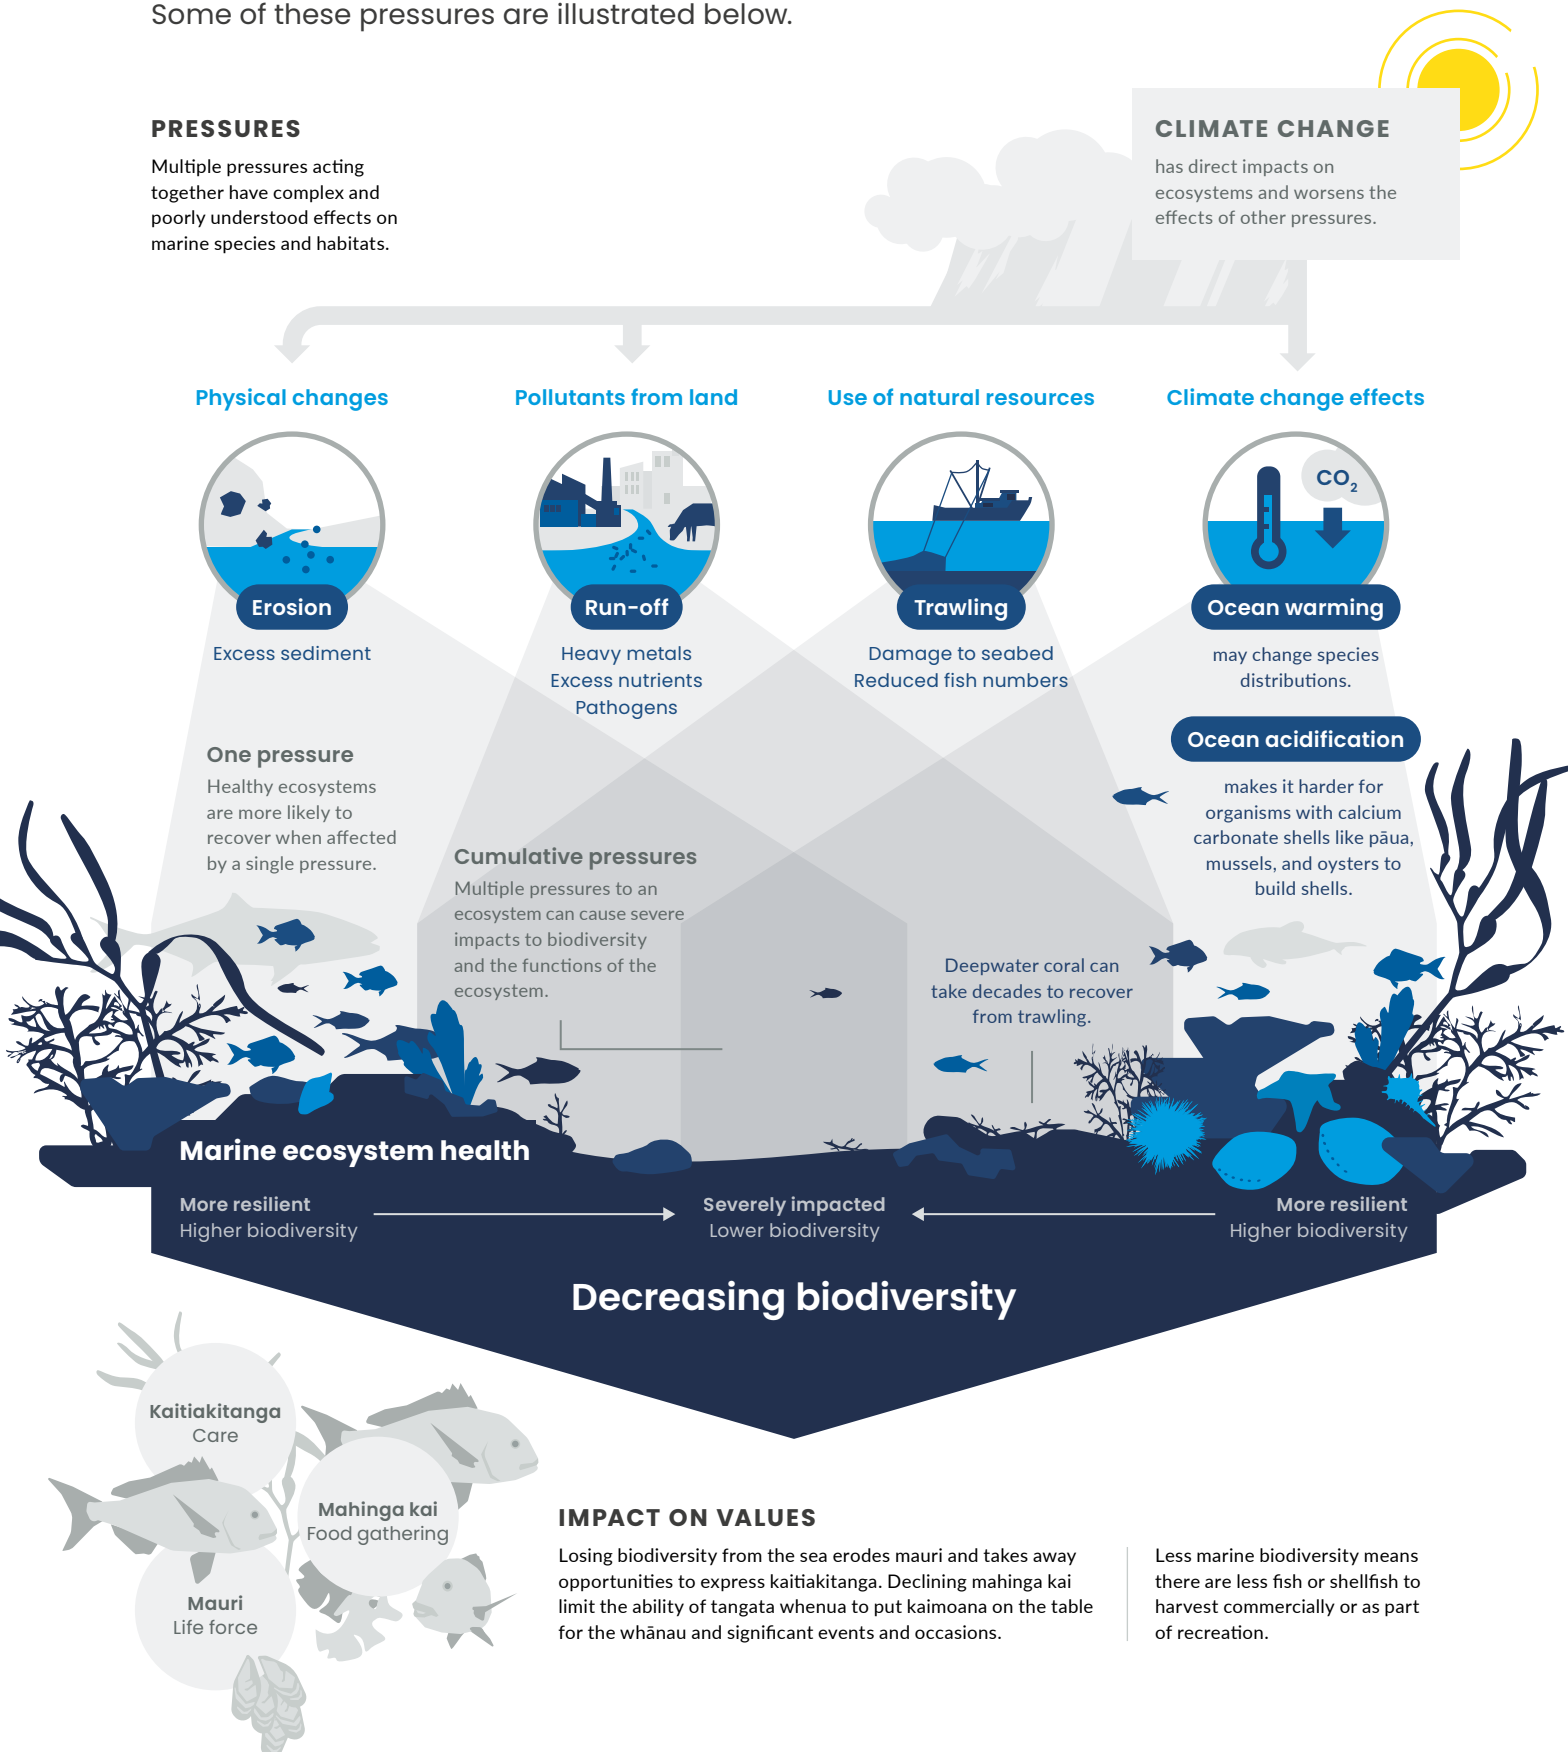 Some of these pressures are illustrated below.
PRESSURES
Multiple pressures acting
together have complex and
poorly understood effects on
marine species and habitats.
CLIMATE CHANGE
has direct impacts on
ecosystems and worsens the
effects of other pressures.
Physical changes
Pollutants from land
Use of natural resources
Climate change effects
CO₂
Erosion
Excess sediment
Run-off
Heavy metals
Excess nutrients
Pathogens
Trawling
Damage to seabed
Reduced fish numbers
Ocean warming
may change species
distributions.
Ocean acidification
makes it harder for
organisms with calcium
carbonate shells like pāua,
mussels, and oysters to
build shells.
One pressure
Healthy ecosystems
are more likely to
recover when affected
by a single pressure.
Cumulative pressures
Multiple pressures to an
ecosystem can cause severe
impacts to biodiversity
and the functions of the
ecosystem.
Deepwater coral can
take decades to recover
from trawling.
Marine ecosystem health
More resilient
Higher biodiversity
Severely impacted
Lower biodiversity
More resilient
Higher biodiversity
Decreasing biodiversity
Kaitiakitanga
Care
Mahinga kai
Food gathering
Mauri
Life force
IMPACT ON VALUES
Losing biodiversity from the sea erodes mauri and takes away
opportunities to express kaitiakitanga. Declining mahinga kai
limit the ability of tangata whenua to put kaimoana on the table
for the whānau and significant events and occasions.
Less marine biodiversity means
there are less fish or shellfish to
harvest commercially or as part
of recreation.